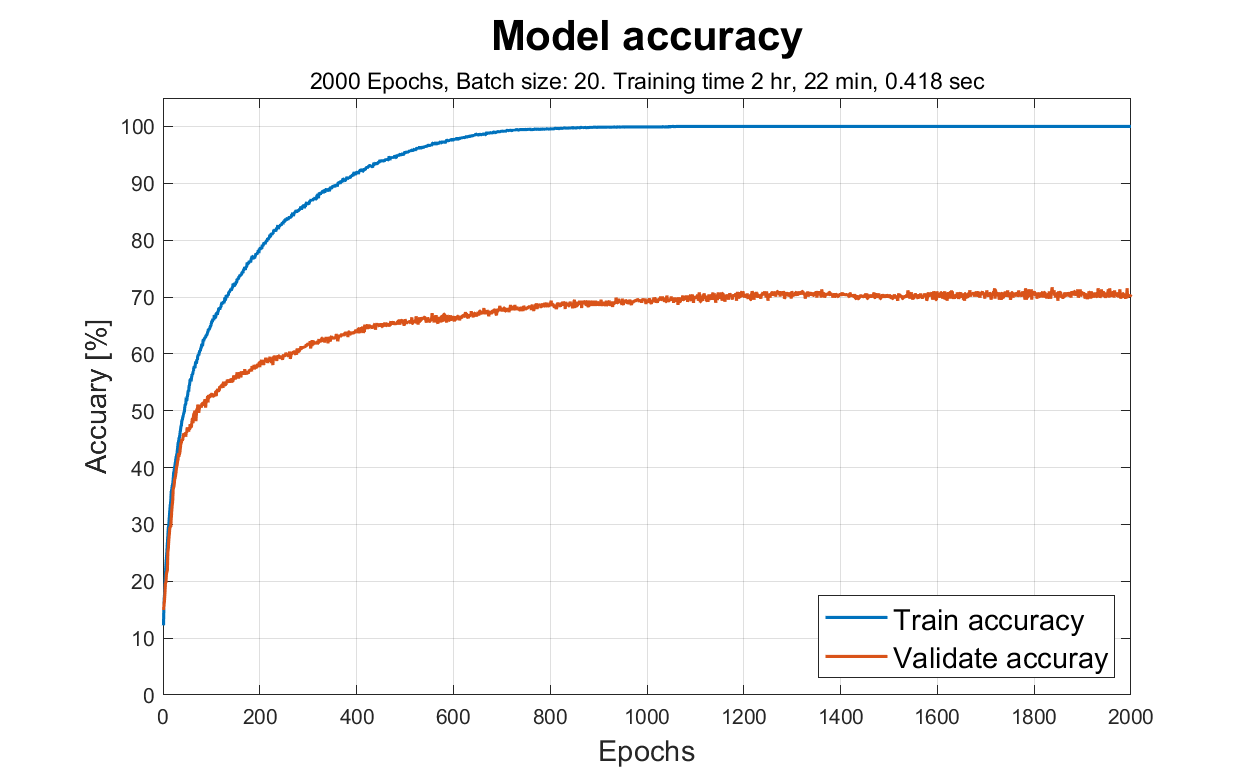 Model accuracy
2000 Epochs, Batch size: 20. Training time 2 hr, 22 min, 0.418 sec
100
90
80
70
60
50
40
30
20
10
0
Accuary [%]
Train accuracy
Validate accuray
0 200 400 600 800 1000 1200 1400 1600 1800 2000
Epochs